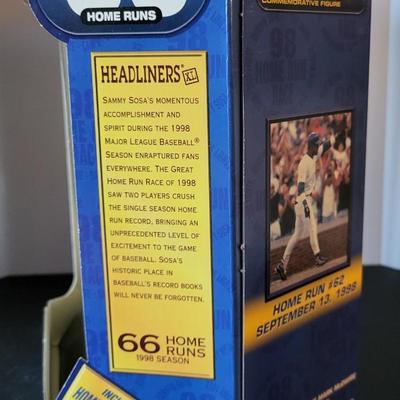 HOME RUNS
HEADLINERS® XL
SAMMY SOSA'S MOMENTOUS
ACCOMPLISHMENT AND
SPIRIT DURING THE 1998
MAJOR LEAGUE BASEBALL®
SEASON ENRAPTURED FANS
EVERYWHERE. THE GREAT
HOME RUN RACE OF 1998
SAW TWO PLAYERS CRUSH
THE SINGLE SEASON HOME
RUN RECORD, BRINGING AN
UNPRECEDENTED LEVEL OF
EXCITEMENT TO THE GAME
OF BASEBALL. SOSA'S
HISTORIC PLACE IN
BASEBALL'S RECORD BOOKS
WILL NEVER BE FORGOTTEN.
66 HOME
RUNS
1998 SEASON
COMMEMORATIVE FIGURE
HOME RUN #62
SEPTEMBER 13, 1998